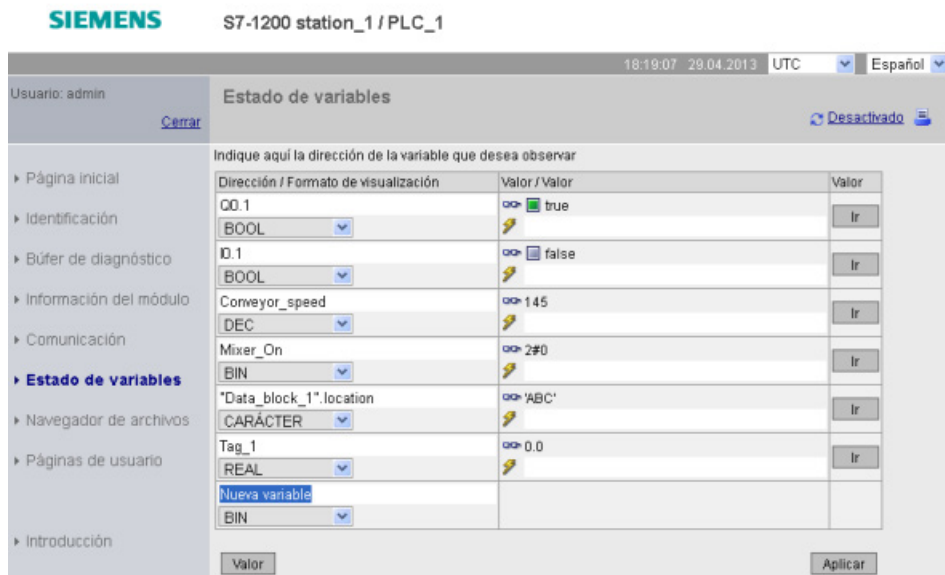 SIEMENS
S7-1200 station_1 / PLC_1
18:19:07 29.04.2013 UTC Español
Usuario: admin
Cerrar
Estado de variables
Desactivado
Página inicial
Identificación
Búfer de diagnóstico
Información del módulo
Comunicación
Estado de variables
Navegador de archivos
Páginas de usuario
Introducción
Indique aquí la dirección de la variable que desea observar
Dirección / Formato de visualización Valor / Valor Valor
Q0.1 true
BOOL Ir
I0.1 false
BOOL Ir
Conveyor_speed 145
DEC Ir
Mixer_On 2#0
BIN Ir
"Data_block_1".location 'ABC'
CARÁCTER Ir
Tag_1 0.0
REAL Ir
Nueva variable
BIN
Valor Aplicar